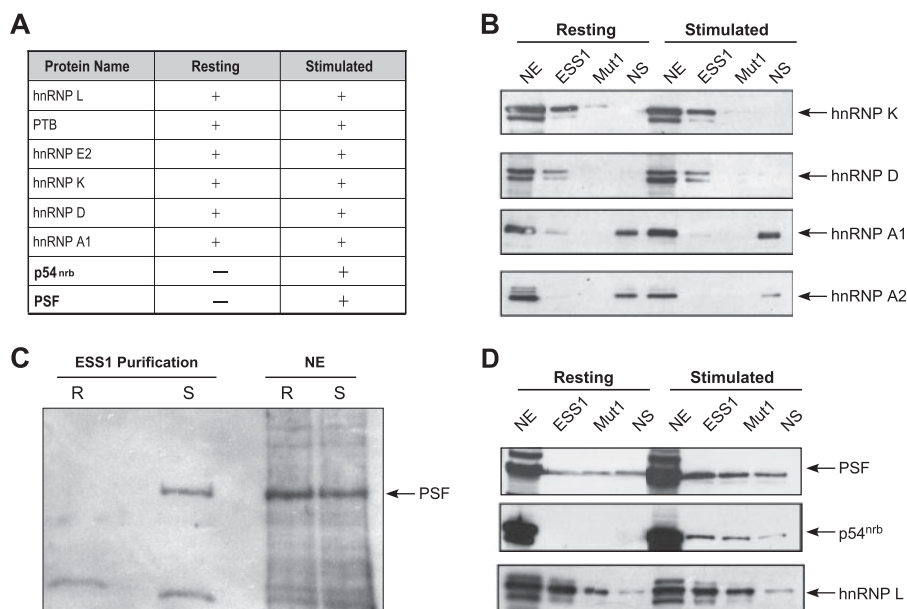 A
Protein Name Resting Stimulated
hnRNP L + +
PTB + +
hnRNP E2 + +
hnRNP K + +
hnRNP D + +
hnRNP A1 + +
p54nrb — +
PSF — +
B
Resting Stimulated
NE ESS1 Mut1 NS NE ESS1 Mut1 NS
hnRNP K
hnRNP D
hnRNP A1
hnRNP A2
C
ESS1 Purification NE
R S R S
PSF
D
Resting Stimulated
NE ESS1 Mut1 NS NE ESS1 Mut1 NS
PSF
p54nrb
hnRNP L